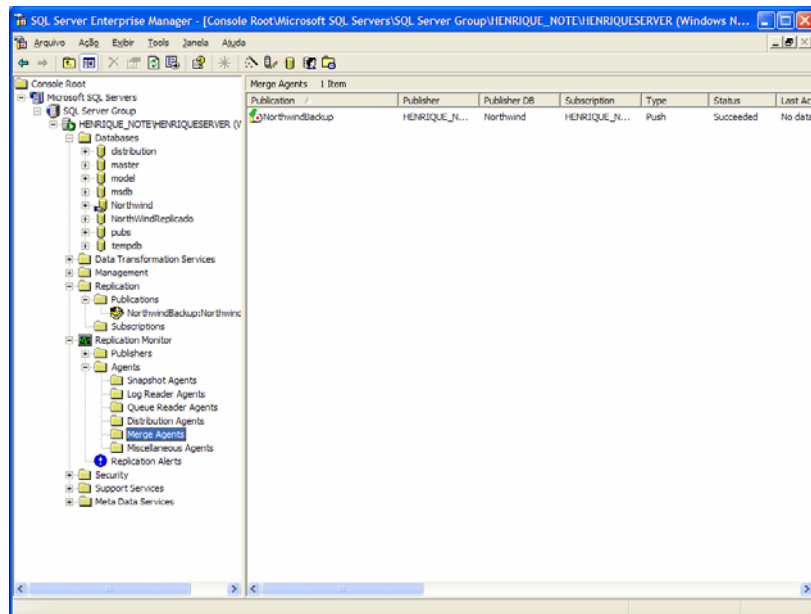 SQL Server Enterprise Manager - [Console Root\Microsoft SQL Servers\SQL Server Group\HENRIQUE_NOTE\HENRIQUESERVER (Windows N...
Arquivo Ação Exibir Tools Janela Ajuda
Console Root
Microsoft SQL Servers
SQL Server Group
HENRIQUE_NOTE\HENRIQUESERVER (V
Databases
distribution
master
model
msdb
Northwind
NorthWindReplicado
pubs
tempdb
Data Transformation Services
Management
Replication
Publications
NorthwindBackup:Northwind
Subscriptions
Replication Monitor
Publishers
Agents
Snapshot Agents
Log Reader Agents
Queue Reader Agents
Distribution Agents
Merge Agents
Miscellaneous Agents
Replication Alerts
Security
Support Services
Meta Data Services
Merge Agents 1 Item
Publication / Publisher Publisher DB Subscription Type Status Last Ac
NorthwindBackup HENRIQUE_N... Northwind HENRIQUE_N... Push Succeeded No data